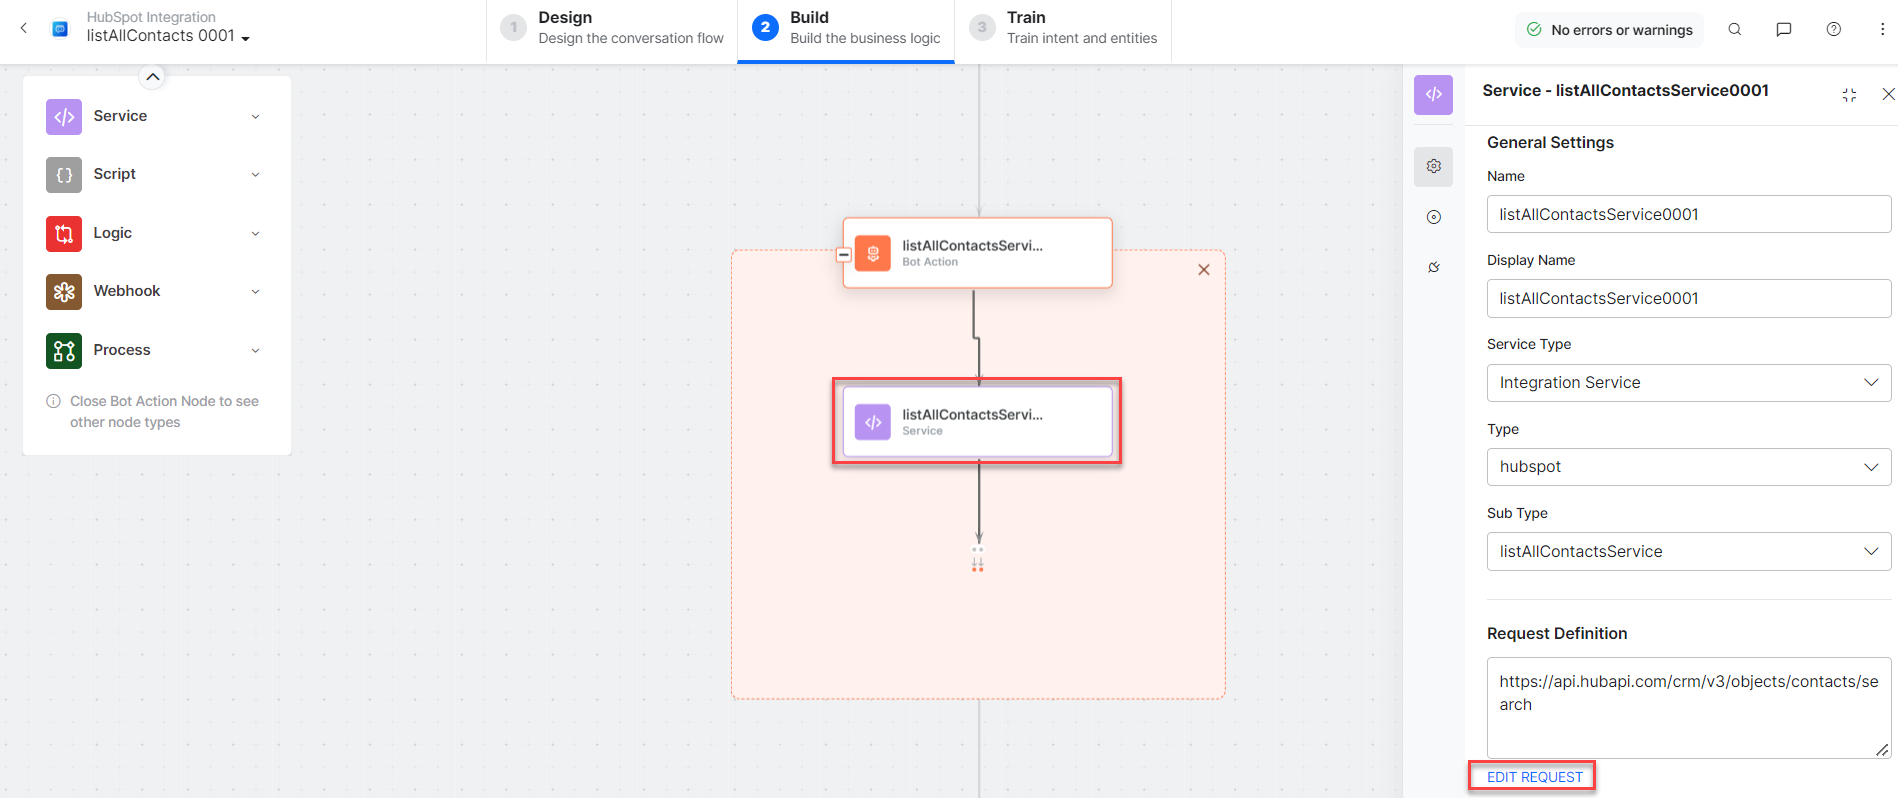 HubSpot Integration
listAllContacts 0001
1
Design
Design the conversation flow
2
Build
Build the business logic
3
Train
Train intent and entities
No errors or warnings
Service
Script
Logic
Webhook
Process
Close Bot Action Node to see
other node types
listAllContactsServi...
Bot Action
listAllContactsServi...
Service
Service - listAllContactsService0001
General Settings
Name
listAllContactsService0001
Display Name
listAllContactsService0001
Service Type
Integration Service
Type
hubspot
Sub Type
listAllContactsService
Request Definition
https://api.hubapi.com/crm/v3/objects/contacts/se
arch
EDIT REQUEST